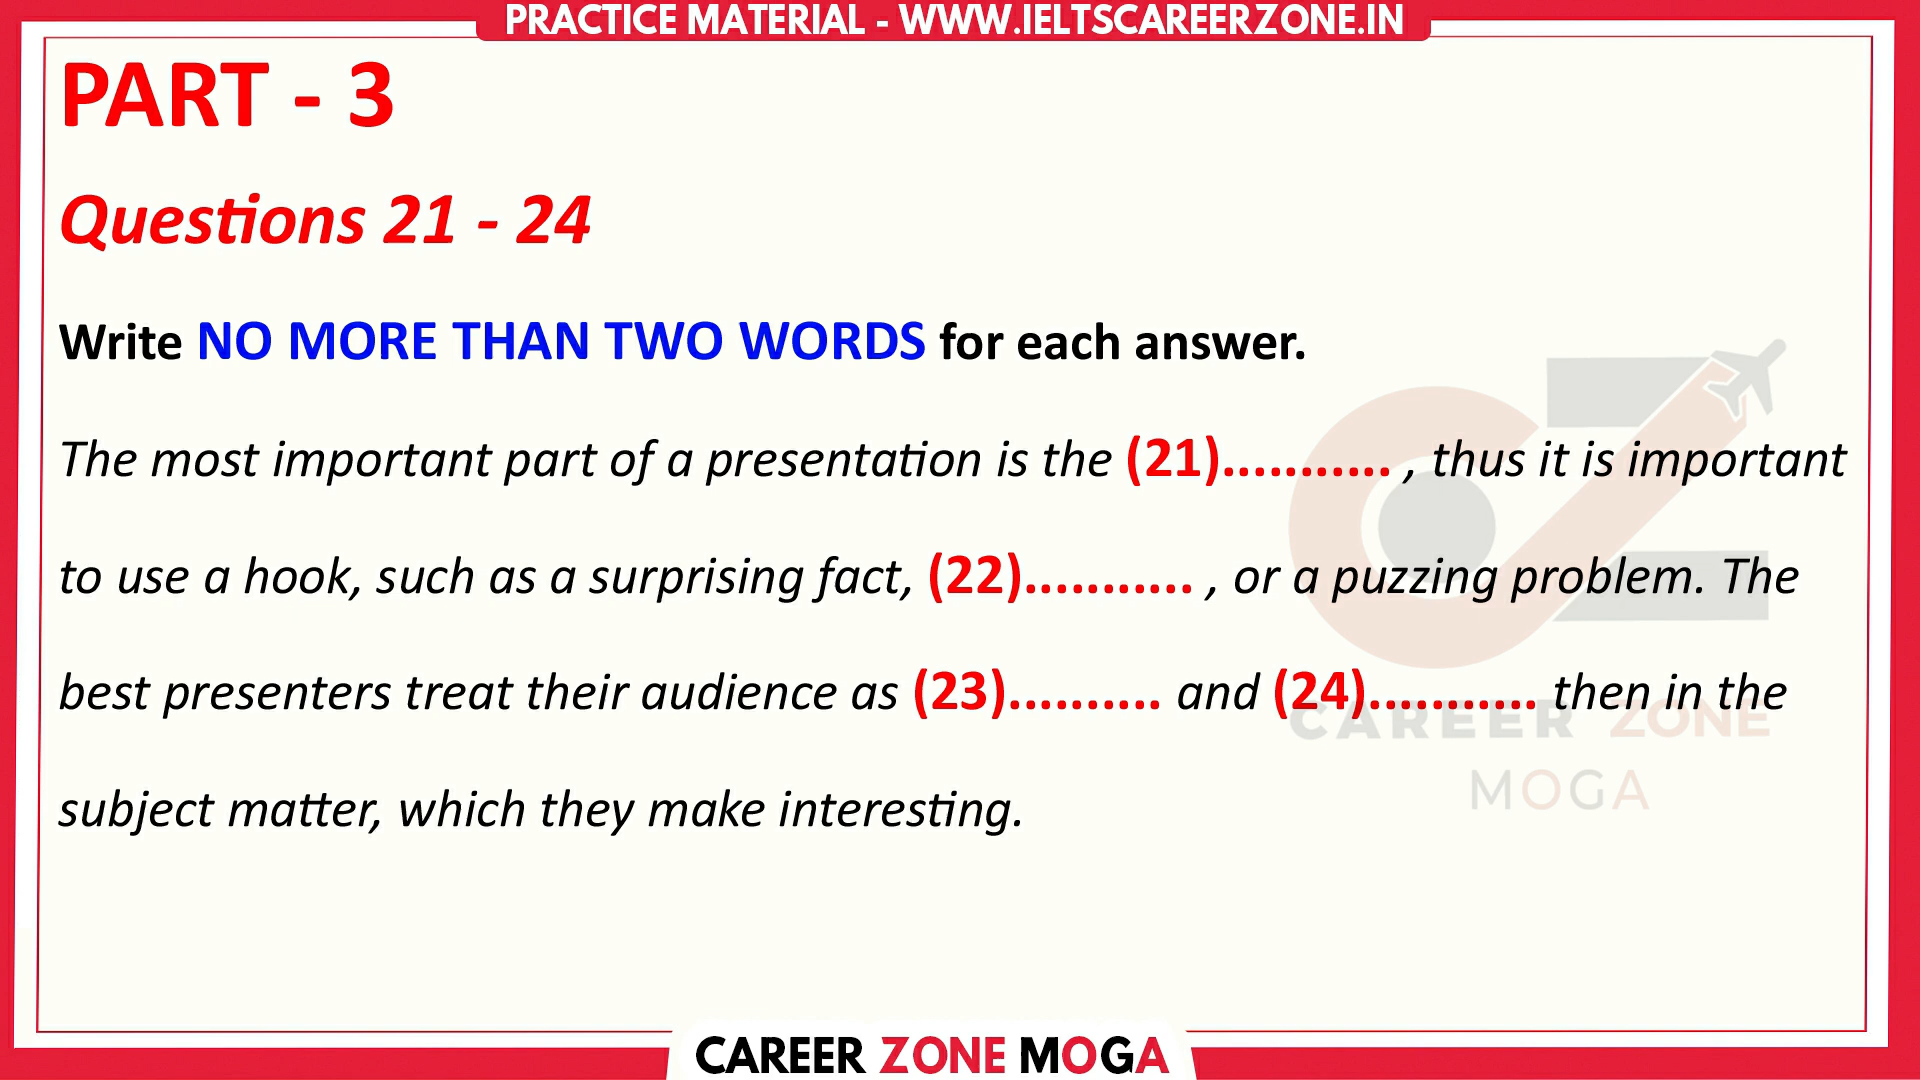 PRACTICE MATERIAL - WWW.IELTSCAREERZONE.IN
PART - 3
Questions 21 - 24
Write NO MORE THAN TWO WORDS for each answer.
The most important part of a presentation is the (21)........... , thus it is important
to use a hook, such as a surprising fact, (22)........... , or a puzzing problem. The
best presenters treat their audience as (23).......... and (24)........... then in the
subject matter, which they make interesting.
CAREER ZONE
MOGA
CAREER ZONE MOGA